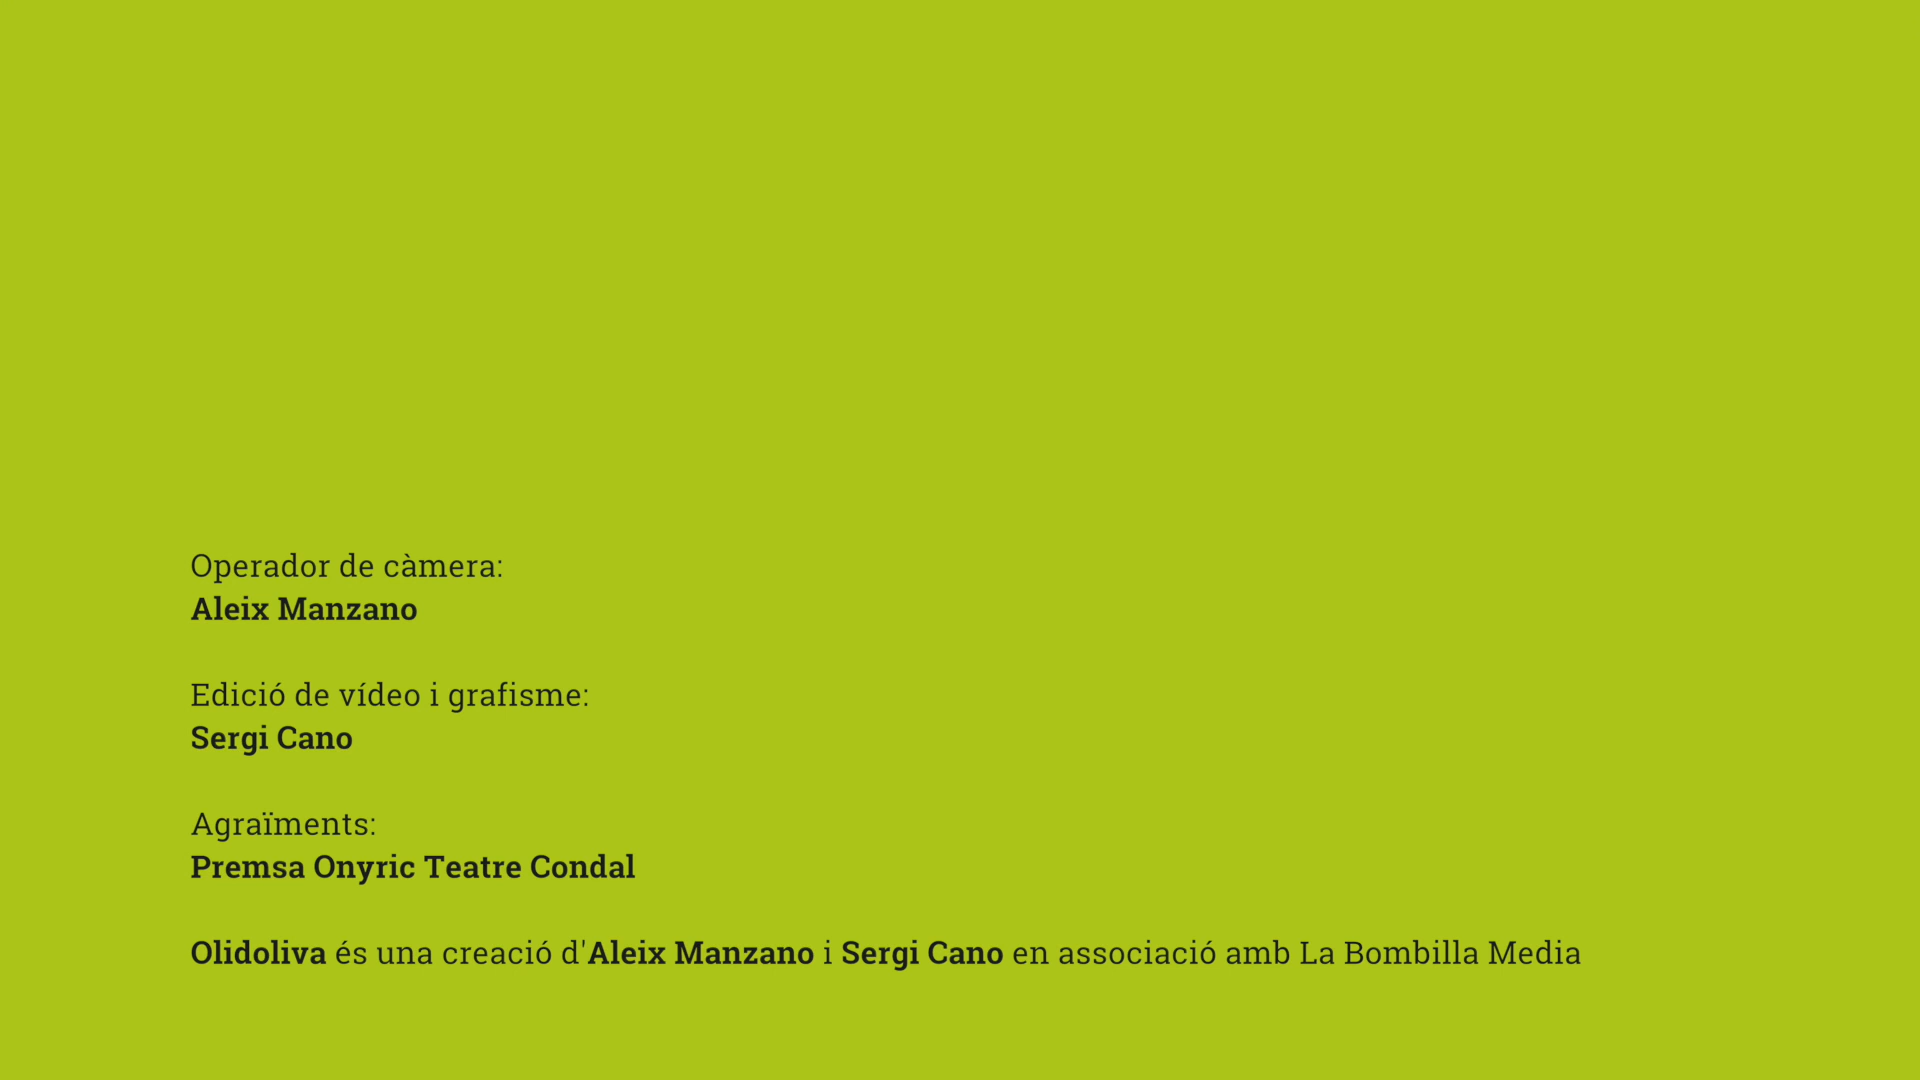 Operador de càmera:
Aleix Manzano
Edició de vídeo i grafisme:
Sergi Cano
Agraïments:
Premsa Onyric Teatre Condal
Olidoliva és una creació d'Aleix Manzano i Sergi Cano en associació amb La Bombilla Media